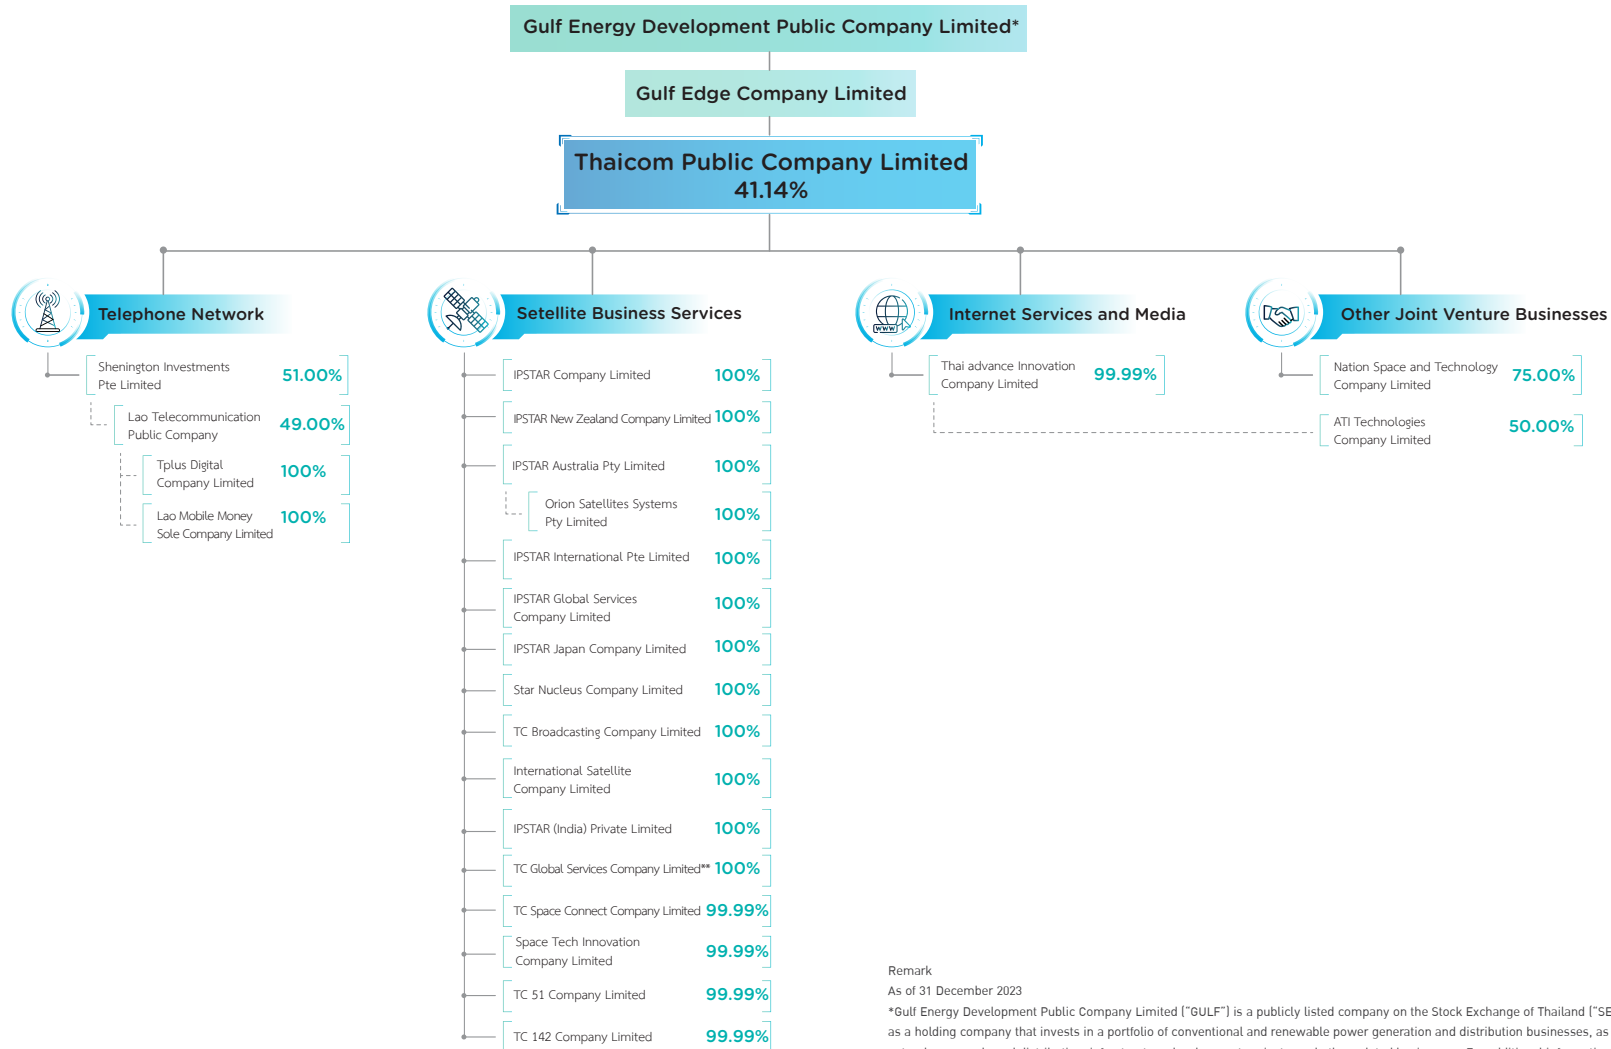 Gulf Energy Development Public Company Limited*
Gulf Edge Company Limited
Thaicom Public Company Limited
41.14%
Telephone Network
Shenington Investments
Pte Limited
51.00%
Lao Telecommunication
Public Company
49.00%
Tplus Digital
Company Limited
100%
Lao Mobile Money
Sole Company Limited
100%
Setellite Business Services
IPSTAR Company Limited
100%
IPSTAR New Zealand Company Limited
100%
IPSTAR Australia Pty Limited
100%
Orion Satellites Systems
Pty Limited
100%
IPSTAR International Pte Limited
100%
IPSTAR Global Services
Company Limited
100%
IPSTAR Japan Company Limited
100%
Star Nucleus Company Limited
100%
TC Broadcasting Company Limited
100%
International Satellite
Company Limited
100%
IPSTAR (India) Private Limited
100%
TC Global Services Company Limited**
100%
TC Space Connect Company Limited
99.99%
Space Tech Innovation
Company Limited
99.99%
TC 51 Company Limited
99.99%
TC 142 Company Limited
99.99%
WWW
Internet Services and Media
Thai advance Innovation
Company Limited
99.99%
Other Joint Venture Businesses
Nation Space and Technology
Company Limited
75.00%
ATI Technologies
Company Limited
50.00%
Remark
As of 31 December 2023
*Gulf Energy Development Public Company Limited ("GULF") is a publicly listed company on the Stock Exchange of Thailand ("SE
as a holding company that invests in a portfolio of conventional and renewable power generation and distribution businesses, as